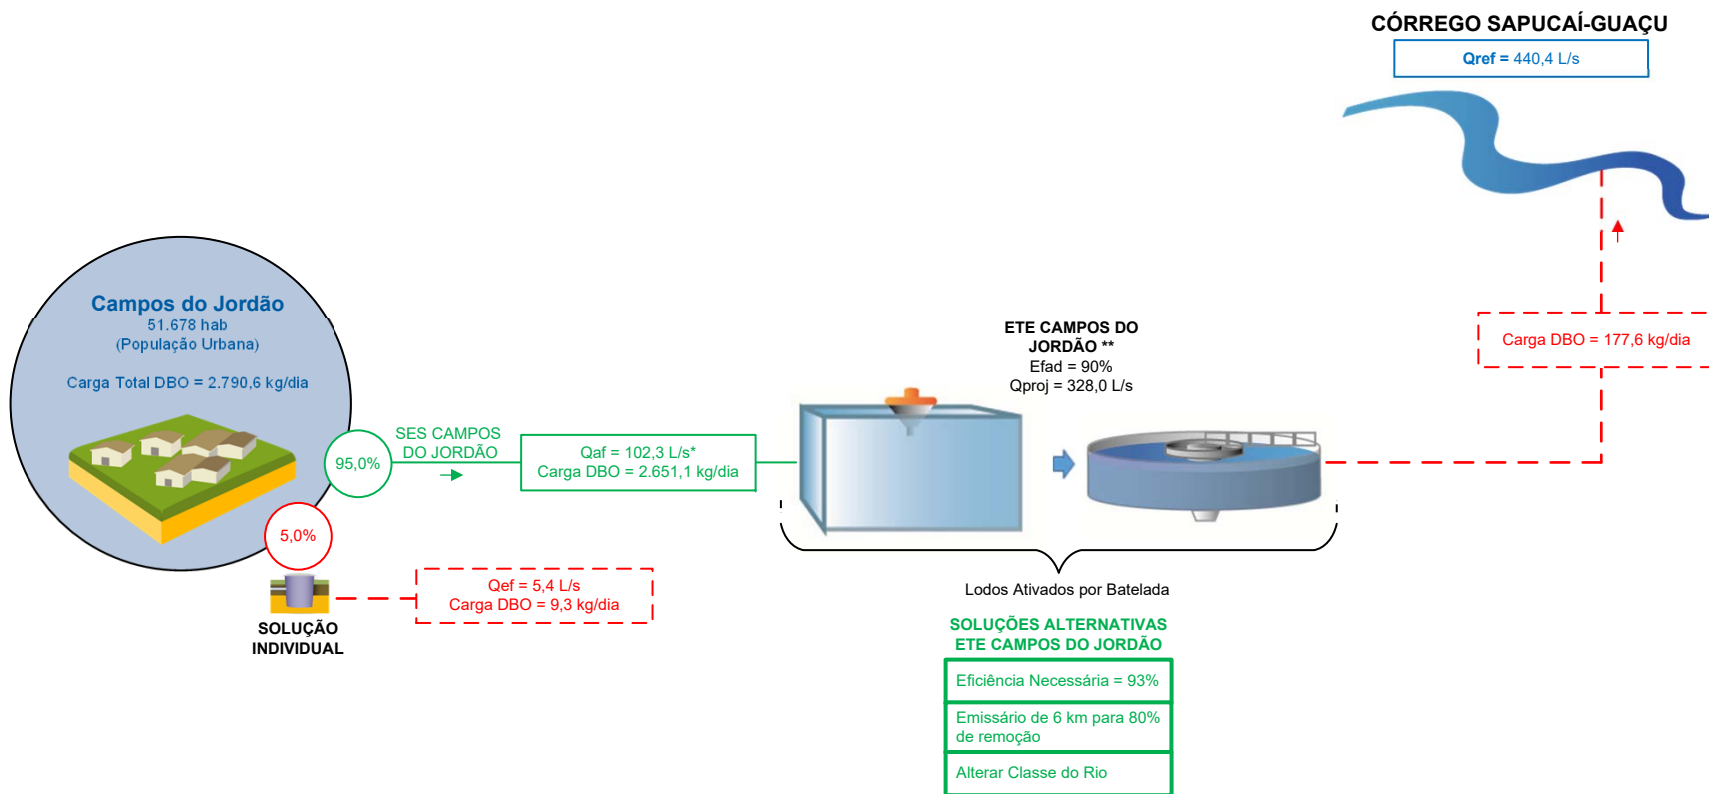 CÓRREGO SAPUCAÍ-GUAÇU
Qref = 440,4 L/s
Campos do Jordão
51.678 hab
(População Urbana)
Carga Total DBO = 2.790,6 kg/dia
95,0%
SES CAMPOS
DO JORDÃO
Qaf = 102,3 L/s*
Carga DBO = 2.651,1 kg/dia
ETE CAMPOS DO
JORDÃO **
Efad = 90%
Qproj = 328,0 L/s
Carga DBO = 177,6 kg/dia
5,0%
SOLUÇÃO
INDIVIDUAL
Qef = 5,4 L/s
Carga DBO = 9,3 kg/dia
Lodos Ativados por Batelada
SOLUÇÕES ALTERNATIVAS
ETE CAMPOS DO JORDÃO
Eficiência Necessária = 93%
Emissário de 6 km para 80%
de remoção
Alterar Classe do Rio